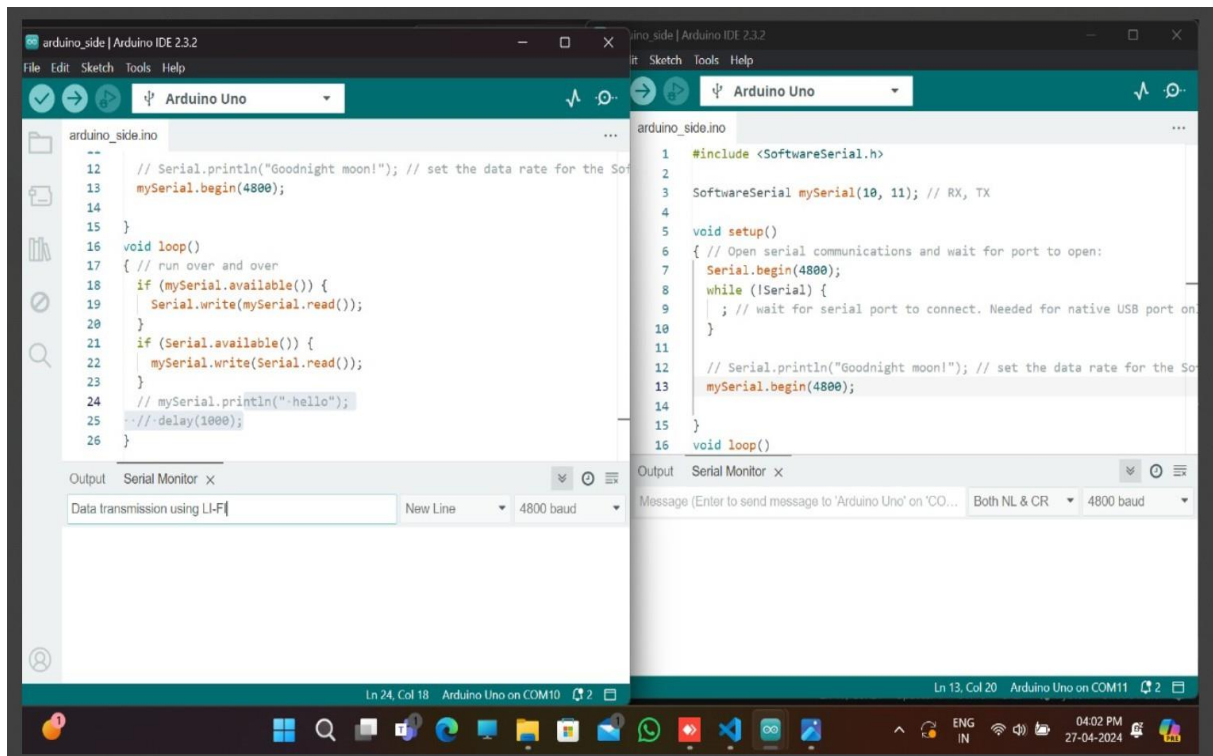 arduino_side | Arduino IDE 2.3.2
File Edit Sketch Tools Help
Arduino Uno
arduino_side.ino
11
12 // Serial.println("Goodnight moon!"); // set the data rate for the Sof
13 mySerial.begin(4800);
14
15 }
16 void loop()
17 { // run over and over
18 if (mySerial.available()) {
19 Serial.write(mySerial.read());
20 }
21 if (Serial.available()) {
22 mySerial.write(Serial.read());
23 }
24 // mySerial.println("·hello");
25 ··//·delay(1000);
26 }
Output Serial Monitor ×
Data transmission using LI-FI
New Line 4800 baud
Ln 24, Col 18 Arduino Uno on COM10 2
ino_side | Arduino IDE 2.3.2
it Sketch Tools Help
Arduino Uno
arduino_side.ino
1 #include <SoftwareSerial.h>
2
3 SoftwareSerial mySerial(10, 11); // RX, TX
4
5 void setup()
6 { // Open serial communications and wait for port to open:
7 Serial.begin(4800);
8 while (!Serial) {
9 ; // wait for serial port to connect. Needed for native USB port on
10 }
11
12 // Serial.println("Goodnight moon!"); // set the data rate for the So
13 mySerial.begin(4800);
14
15 }
16 void loop()
Output Serial Monitor ×
Message (Enter to send message to 'Arduino Uno' on 'CO... Both NL & CR 4800 baud
Ln 13, Col 20 Arduino Uno on COM11 2
1
ENG
IN
04:02 PM
27-04-2024
PRE